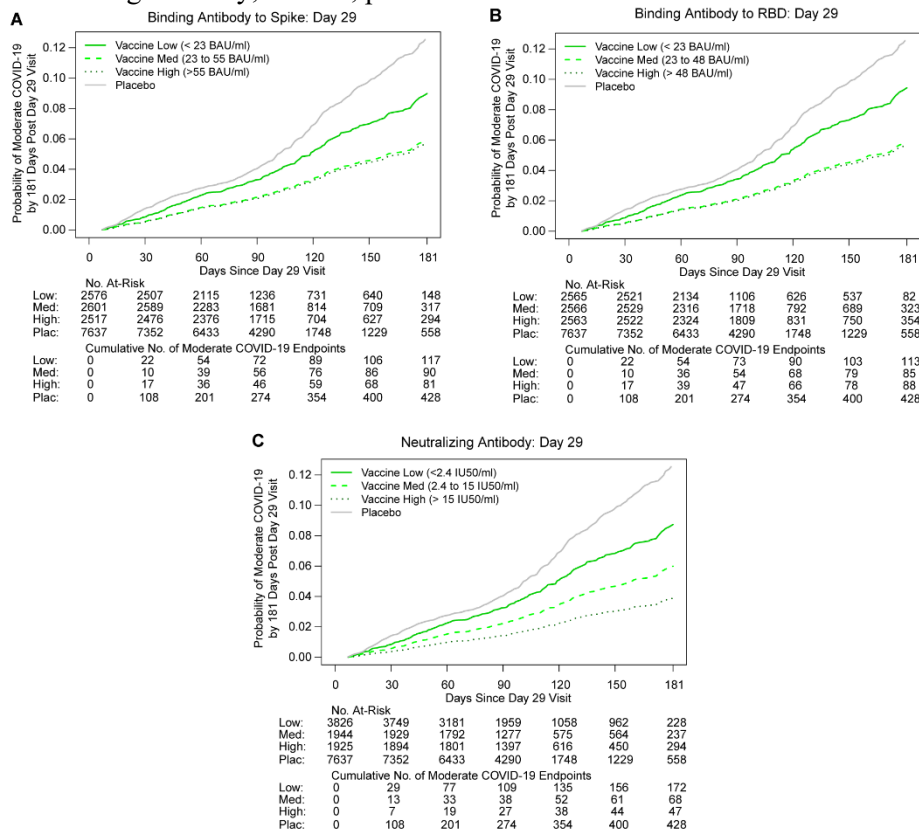 A
Binding Antibody to Spike: Day 29
Probability of Moderate COVID-19
by 181 Days Post Day 29 Visit
0.12
0.10
0.08
0.06
0.04
0.02
0.00
Vaccine Low (< 23 BAU/ml)
Vaccine Med (23 to 55 BAU/ml)
Vaccine High (>55 BAU/ml)
Placebo
0 30 60 90 120 150 181
Days Since Day 29 Visit
No. At-Risk
Low: 2576 2507 2115 1236 731 640 148
Med: 2601 2589 2283 1681 814 709 317
High: 2517 2476 2376 1715 704 627 294
Plac: 7637 7352 6433 4290 1748 1229 558
Cumulative No. of Moderate COVID-19 Endpoints
Low: 0 22 54 72 89 106 117
Med: 0 10 39 56 76 86 90
High: 0 17 36 46 59 68 81
Plac: 0 108 201 274 354 400 428
B
Binding Antibody to RBD: Day 29
Probability of Moderate COVID-19
by 181 Days Post Day 29 Visit
0.12
0.10
0.08
0.06
0.04
0.02
0.00
Vaccine Low (< 23 BAU/ml)
Vaccine Med (23 to 48 BAU/ml)
Vaccine High (> 48 BAU/ml)
Placebo
0 30 60 90 120 150 181
Days Since Day 29 Visit
No. At-Risk
Low: 2565 2521 2134 1106 626 537 82
Med: 2566 2529 2316 1718 792 689 323
High: 2563 2522 2324 1809 831 750 354
Plac: 7637 7352 6433 4290 1748 1229 558
Cumulative No. of Moderate COVID-19 Endpoints
Low: 0 22 54 73 90 103 113
Med: 0 10 36 54 68 79 85
High: 0 17 39 47 66 78 88
Plac: 0 108 201 274 354 400 428
C
Neutralizing Antibody: Day 29
Probability of Moderate COVID-19
by 181 Days Post Day 29 Visit
0.12
0.10
0.08
0.06
0.04
0.02
0.00
Vaccine Low (<2.4 IU50/ml)
Vaccine Med (2.4 to 15 IU50/ml)
Vaccine High (> 15 IU50/ml)
Placebo
0 30 60 90 120 150 181
Days Since Day 29 Visit
No. At-Risk
Low: 3826 3749 3181 1959 1058 962 228
Med: 1944 1929 1792 1277 575 564 237
High: 1925 1894 1801 1397 616 450 294
Plac: 7637 7352 6433 4290 1748 1229 558
Cumulative No. of Moderate COVID-19 Endpoints
Low: 0 29 77 109 135 156 172
Med: 0 13 33 38 52 61 68
High: 0 7 19 27 38 44 47
Plac: 0 108 201 274 354 400 428